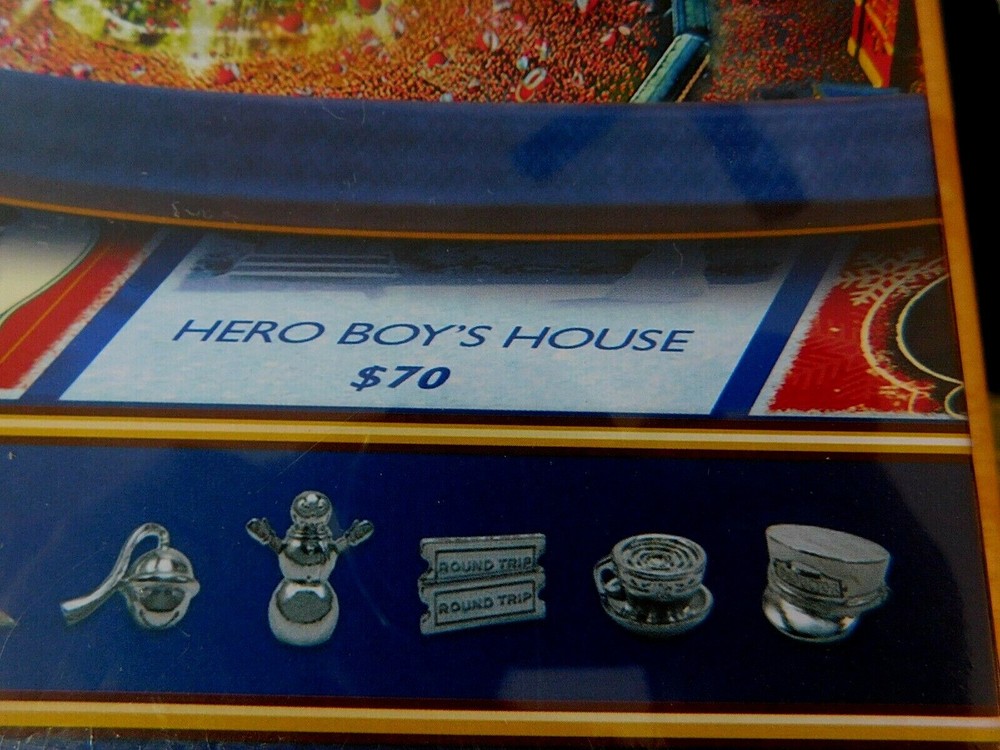 HERO BOY'S HOUSE
$70
ROUND TRIP
ROUND TRIP